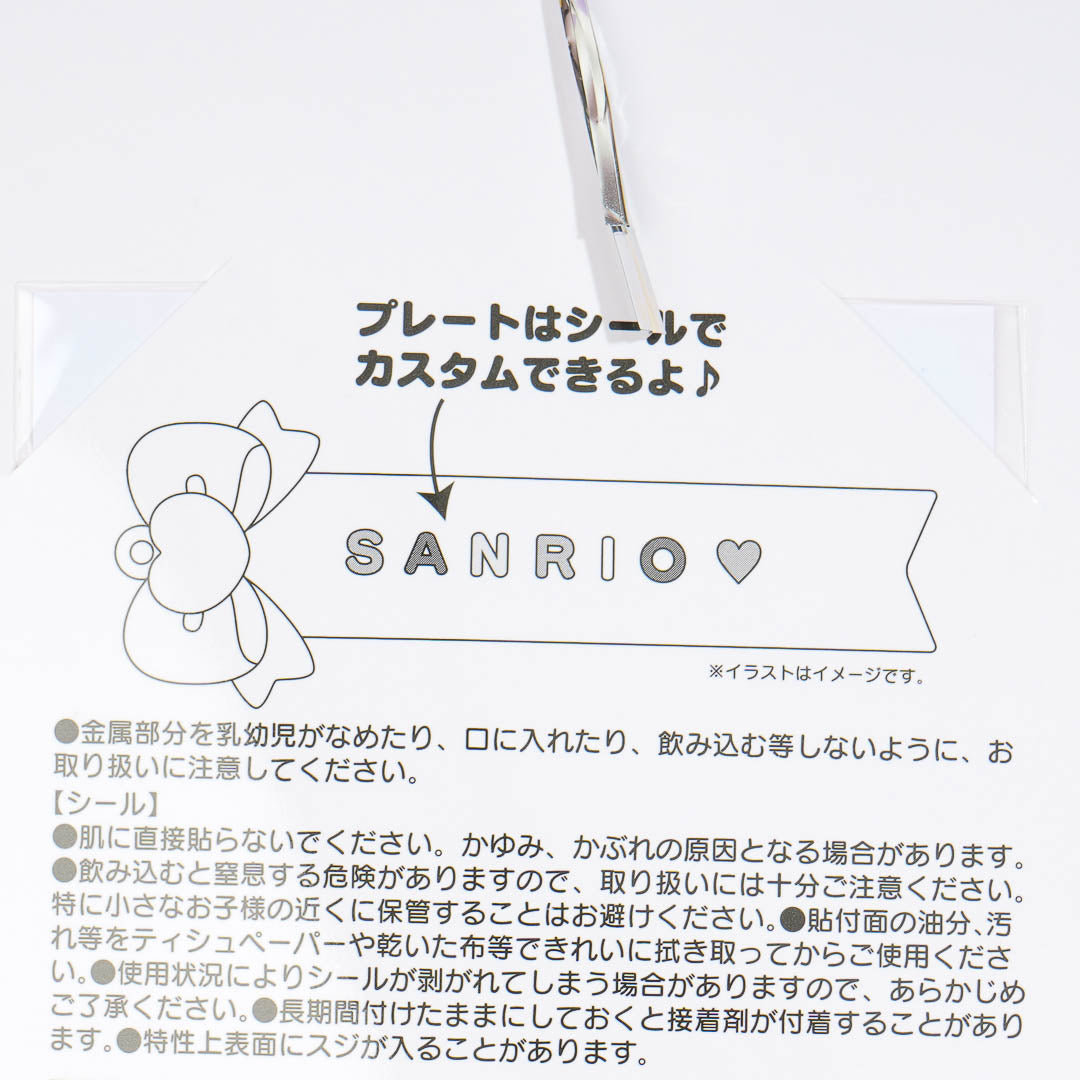 プレートはシールで
カスタムできるよ♪
SANRIO♥
※イラストはイメージです。
●金属部分を乳幼児がなめたり、口に入れたり、飲み込む等しないように、お
取り扱いに注意してください。
【シール】
●肌に直接貼らないでください。かゆみ、かぶれの原因となる場合があります。
●飲み込むと窒息する危険がありますので、取り扱いには十分ご注意ください。
特に小さなお子様の近くに保管することはお避けください。●貼付面の油分、汚
れ等をティシュペーパーや乾いた布等できれいに拭き取ってからご使用くださ
い。●使用状況によりシールが剥がれてしまう場合がありますので、あらかじめ
ご了承ください。●長期間付けたままにしておくと接着剤が付着することがあり
ます。●特性上表面にスジが入ることがあります。